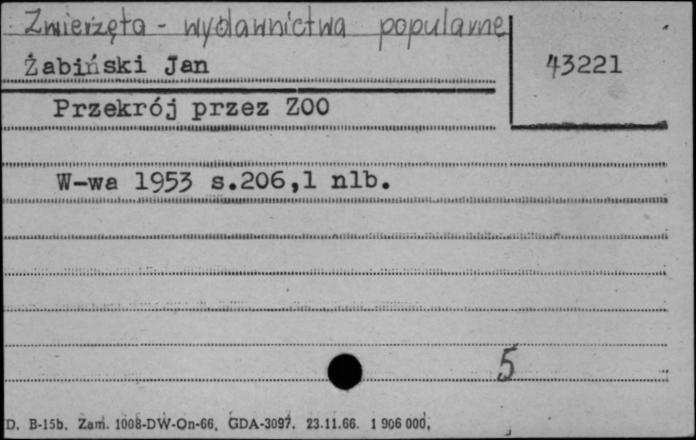 Zwierzęta - wydawnictwa popularne
Żabiński Jan
43221
Przekrój przez ZOO
W-wa 1953 s.206,1 nlb.
5
D. B-15b. Zam. 1008-DW-On-66. GDA-3097. 23.11.66. 1 906 000.